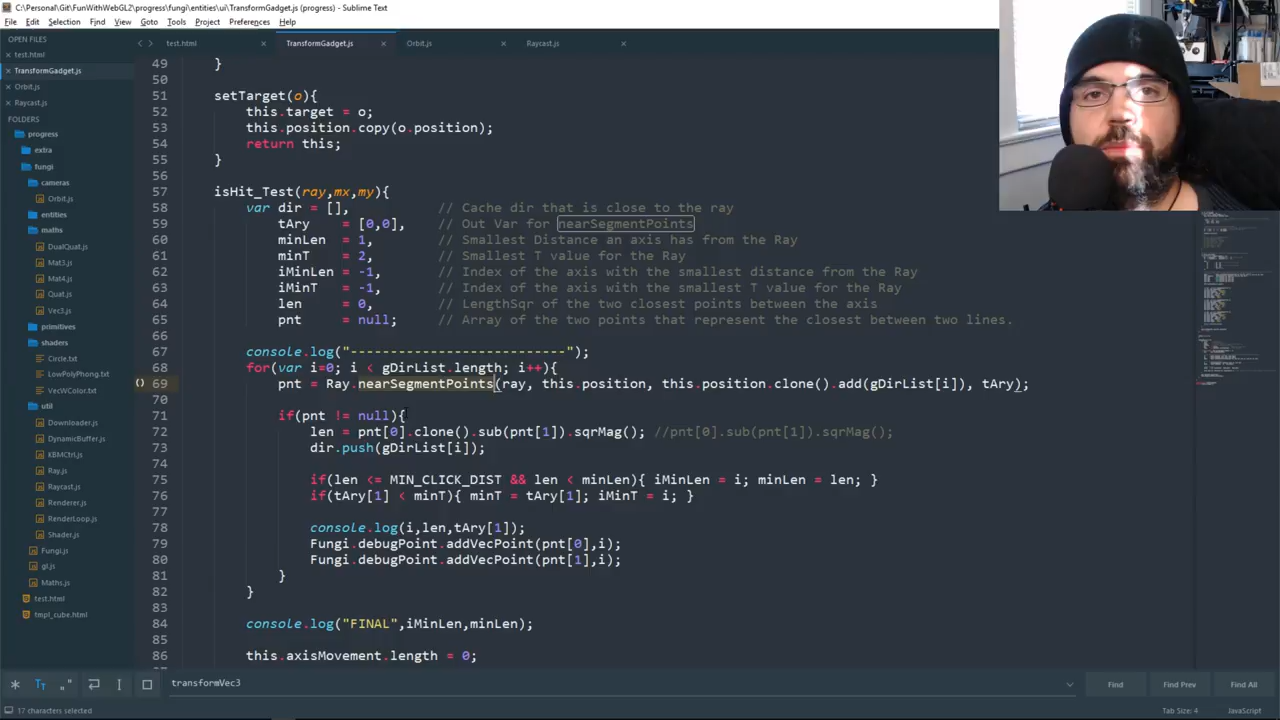 C:\Personal\Git\FunWithWebGL2\progress\fungi\entities\ui\TransformGadget.js (progress) - Sublime Text
File Edit Selection Find View Goto Tools Project Preferences Help
OPEN FILES
test.html
TransformGadget.js
Orbit.js
Raycast.js
FOLDERS
progress
extra
fungi
cameras
Orbit.js
entities
maths
DualQuat.js
Mat3.js
Mat4.js
Quat.js
Vec3.js
primitives
shaders
Circle.txt
LowPolyPhong.txt
VecWColor.txt
util
Downloader.js
DynamicBuffer.js
KBMCtrl.js
Ray.js
Raycast.js
Renderer.js
RenderLoop.js
Shader.js
Fungi.js
gl.js
Maths.js
test.html
tmpl_cube.html
test.html × TransformGadget.js × Orbit.js × Raycast.js ×
49 }
50
51 setTarget(o){
52 this.target = o;
53 this.position.copy(o.position);
54 return this;
55 }
56
57 isHit_Test(ray,mx,my){
58 var dir = [], // Cache dir that is close to the ray
59 tAry = [0,0], // Out Var for nearSegmentPoints
60 minLen = 1, // Smallest Distance an axis has from the Ray
61 minT = 2, // Smallest T value for the Ray
62 iMinLen = -1, // Index of the axis with the smallest distance from the Ray
63 iMinT = -1, // Index of the axis with the smallest T value for the Ray
64 len = 0, // LengthSqr of the two closest points between the axis
65 pnt = null; // Array of the two points that represent the closest between two lines.
66
67 console.log("---------------------------");
68 for(var i=0; i < gDirList.length; i++){
69 pnt = Ray.nearSegmentPoints(ray, this.position, this.position.clone().add(gDirList[i]), tAry);
70
71 if(pnt != null){
72 len = pnt[0].clone().sub(pnt[1]).sqrMag(); //pnt[0].sub(pnt[1]).sqrMag();
73 dir.push(gDirList[i]);
74
75 if(len <= MIN_CLICK_DIST && len < minLen){ iMinLen = i; minLen = len; }
76 if(tAry[1] < minT){ minT = tAry[1]; iMinT = i; }
77
78 console.log(i,len,tAry[1]);
79 Fungi.debugPoint.addVecPoint(pnt[0],i);
80 Fungi.debugPoint.addVecPoint(pnt[1],i);
81 }
82 }
83
84 console.log("FINAL",iMinLen,minLen);
85
86 this.axisMovement.length = 0;
transformVec3
Find Find Prev Find All
17 characters selected
Tab Size: 4 JavaScript